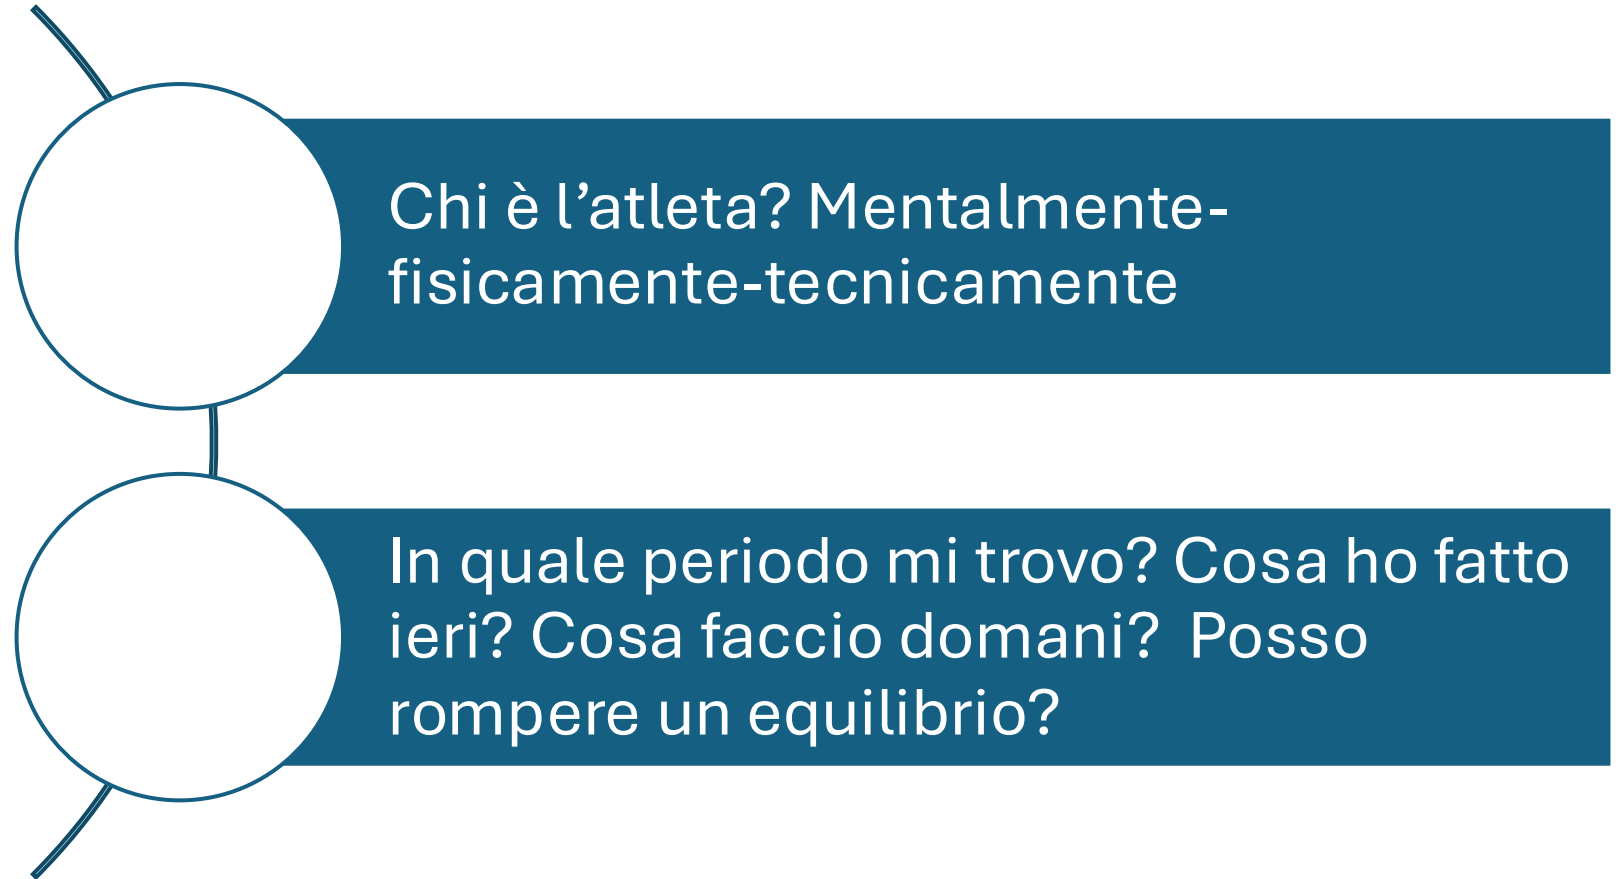 Chi è l’atleta? Mentalmente-
fisicamente-tecnicamente
In quale periodo mi trovo? Cosa ho fatto
ieri? Cosa faccio domani?  Posso
rompere un equilibrio?